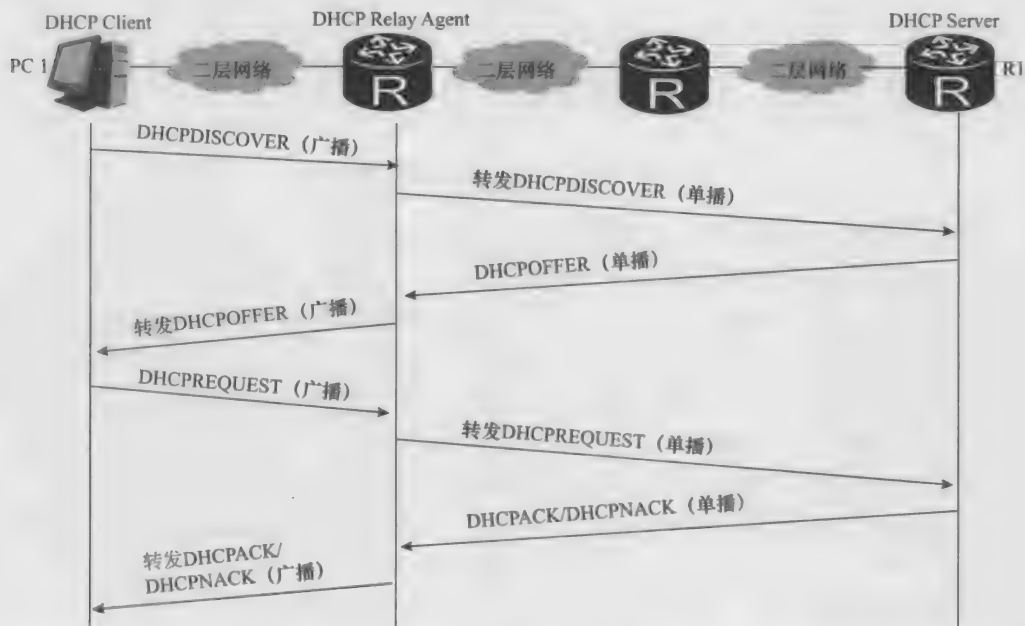 DHCP Client
DHCP Relay Agent
DHCP Server
PC 1
二层网络
R
二层网络
R
二层网络
R
R1
DHCPDISCOVER（广播）
转发DHCPDISCOVER（单播）
DHCPOFFER（单播）
转发DHCPOFFER（广播）
DHCPREQUEST（广播）
转发DHCPREQUEST（单播）
DHCPACK/DHCPNACK（单播）
转发DHCPACK/
DHCPNACK（广播）